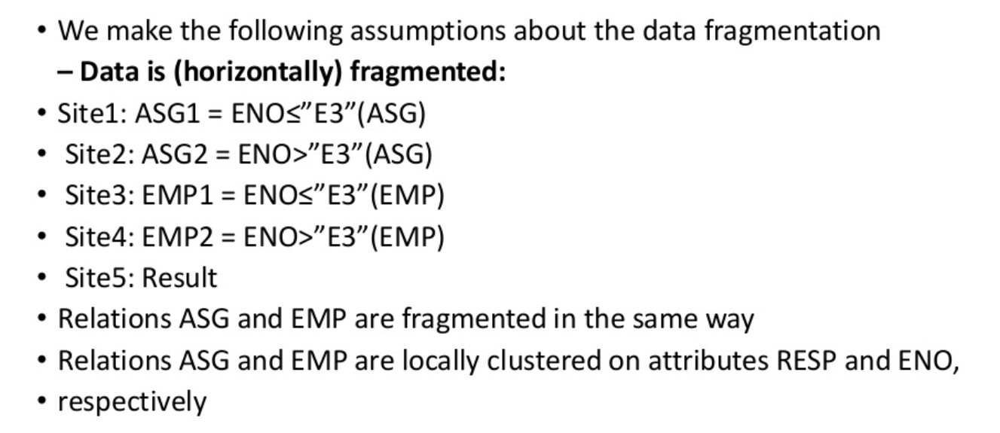 • We make the following assumptions about the data fragmentation
– Data is (horizontally) fragmented:
• Site1: ASG1 = ENO≤”E3”(ASG)
• Site2: ASG2 = ENO>”E3”(ASG)
• Site3: EMP1 = ENO≤”E3”(EMP)
• Site4: EMP2 = ENO>”E3”(EMP)
• Site5: Result
• Relations ASG and EMP are fragmented in the same way
• Relations ASG and EMP are locally clustered on attributes RESP and ENO,
• respectively